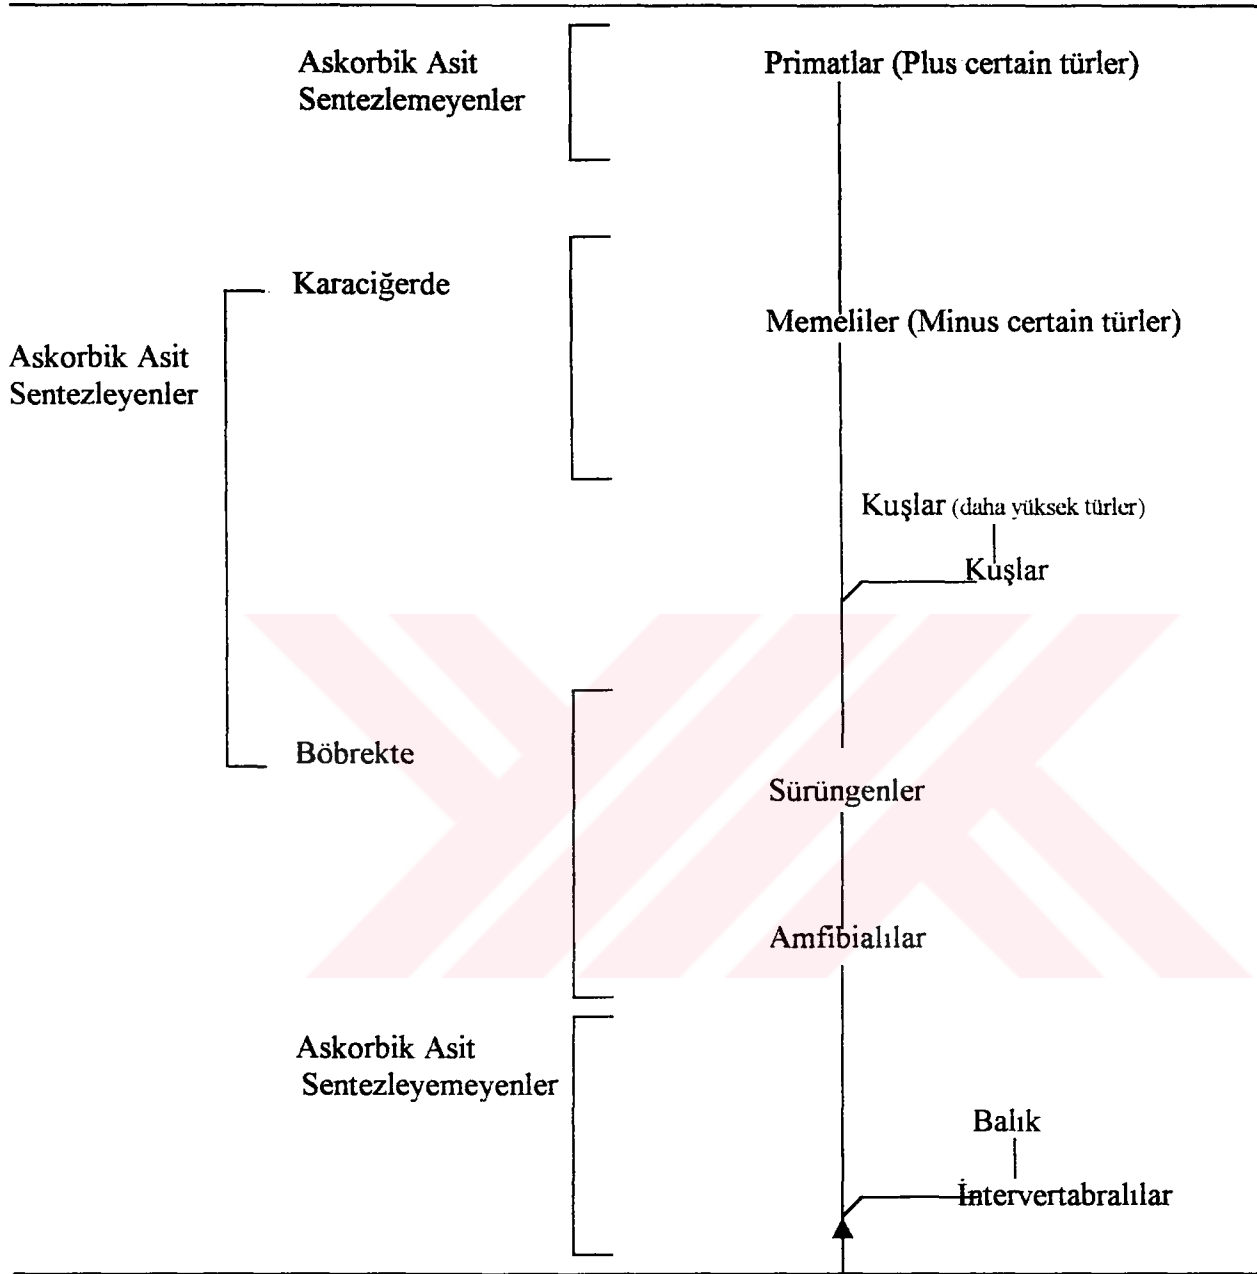 Askorbik Asit
Sentezlemeyenler
Primatlar (Plus certain türler)
Karaciğerde
Memeliler (Minus certain türler)
Askorbik Asit
Sentezleyenler
Kuşlar (daha yüksek türler)
Kuşlar
Böbrekte
Sürüngenler
Amfibialılar
Askorbik Asit
Sentezleyemeyenler
Balık
İntervertabralılar